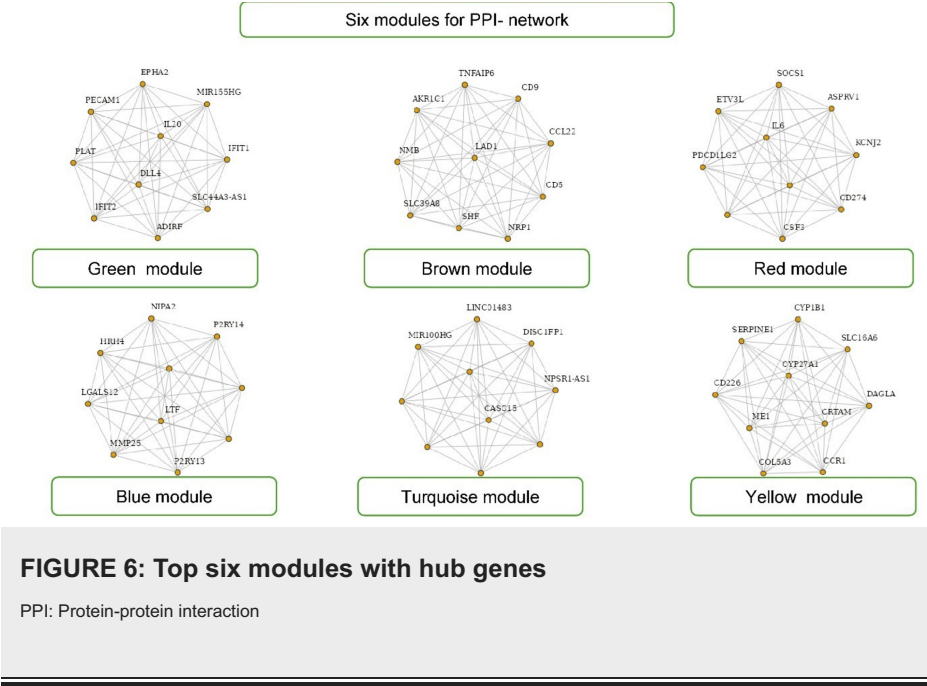 Six modules for PPI- network
EPHA2
MIR155HG
PECAM1
IL20
IFIT1
PLAT
DLL4
SLC44A3-AS1
IFIT2
ADIRF
Green module
TNFAIP6
CD9
AKR1C1
CCL22
LAD1
NMB
CD5
SLC39A8
SHF
NRP1
Brown module
SOCS1
ETV3L
ASPRV1
IL6
KCNJ2
PDCD1LG2
CD274
CSF3
Red module
NIPA2
P2RY14
HRH4
LGALS12
LTF
MMP25
P2RY13
Blue module
LINC01483
MIR100HG
DISC1FP1
NPSR1-AS1
CASC15
Turquoise module
CYP1B1
SERPINE1
SLC16A6
CYP27A1
CD226
DAGLA
ME1
CRTAM
COL5A3
CCR1
Yellow module
FIGURE 6: Top six modules with hub genes
PPI: Protein-protein interaction